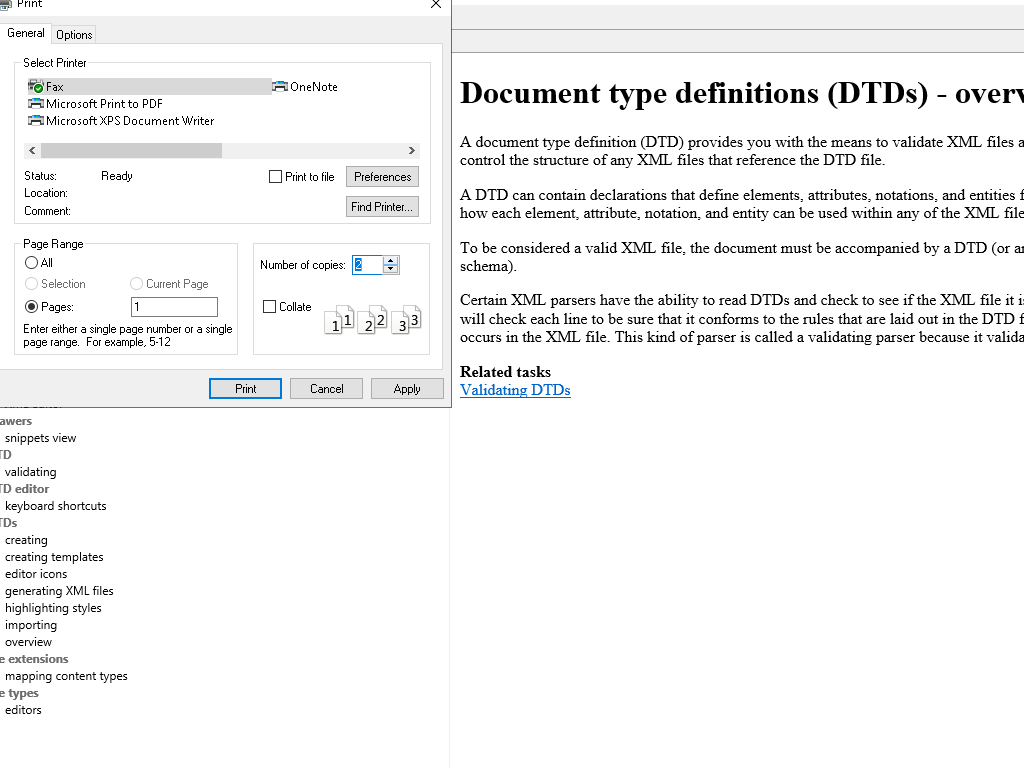 Print
General
Options
Select Printer
Fax
OneNote
Microsoft Print to PDF
Microsoft XPS Document Writer
Status:
Ready
Print to file
Preferences
Location:
Comment:
Find Printer...
Page Range
All
Selection
Current Page
Pages:
1
Enter either a single page number or a single
page range. For example, 5-12
Number of copies:
2
Collate
1 1 2 2 3 3
Print
Cancel
Apply
awers
snippets view
TD
validating
TD editor
keyboard shortcuts
TDs
creating
creating templates
editor icons
generating XML files
highlighting styles
importing
overview
e extensions
mapping content types
e types
editors
Document type definitions (DTDs) - overv
A document type definition (DTD) provides you with the means to validate XML files a
control the structure of any XML files that reference the DTD file.
A DTD can contain declarations that define elements, attributes, notations, and entities f
how each element, attribute, notation, and entity can be used within any of the XML file
To be considered a valid XML file, the document must be accompanied by a DTD (or an
schema).
Certain XML parsers have the ability to read DTDs and check to see if the XML file it is
will check each line to be sure that it conforms to the rules that are laid out in the DTD f
occurs in the XML file. This kind of parser is called a validating parser because it valida
Related tasks
Validating DTDs